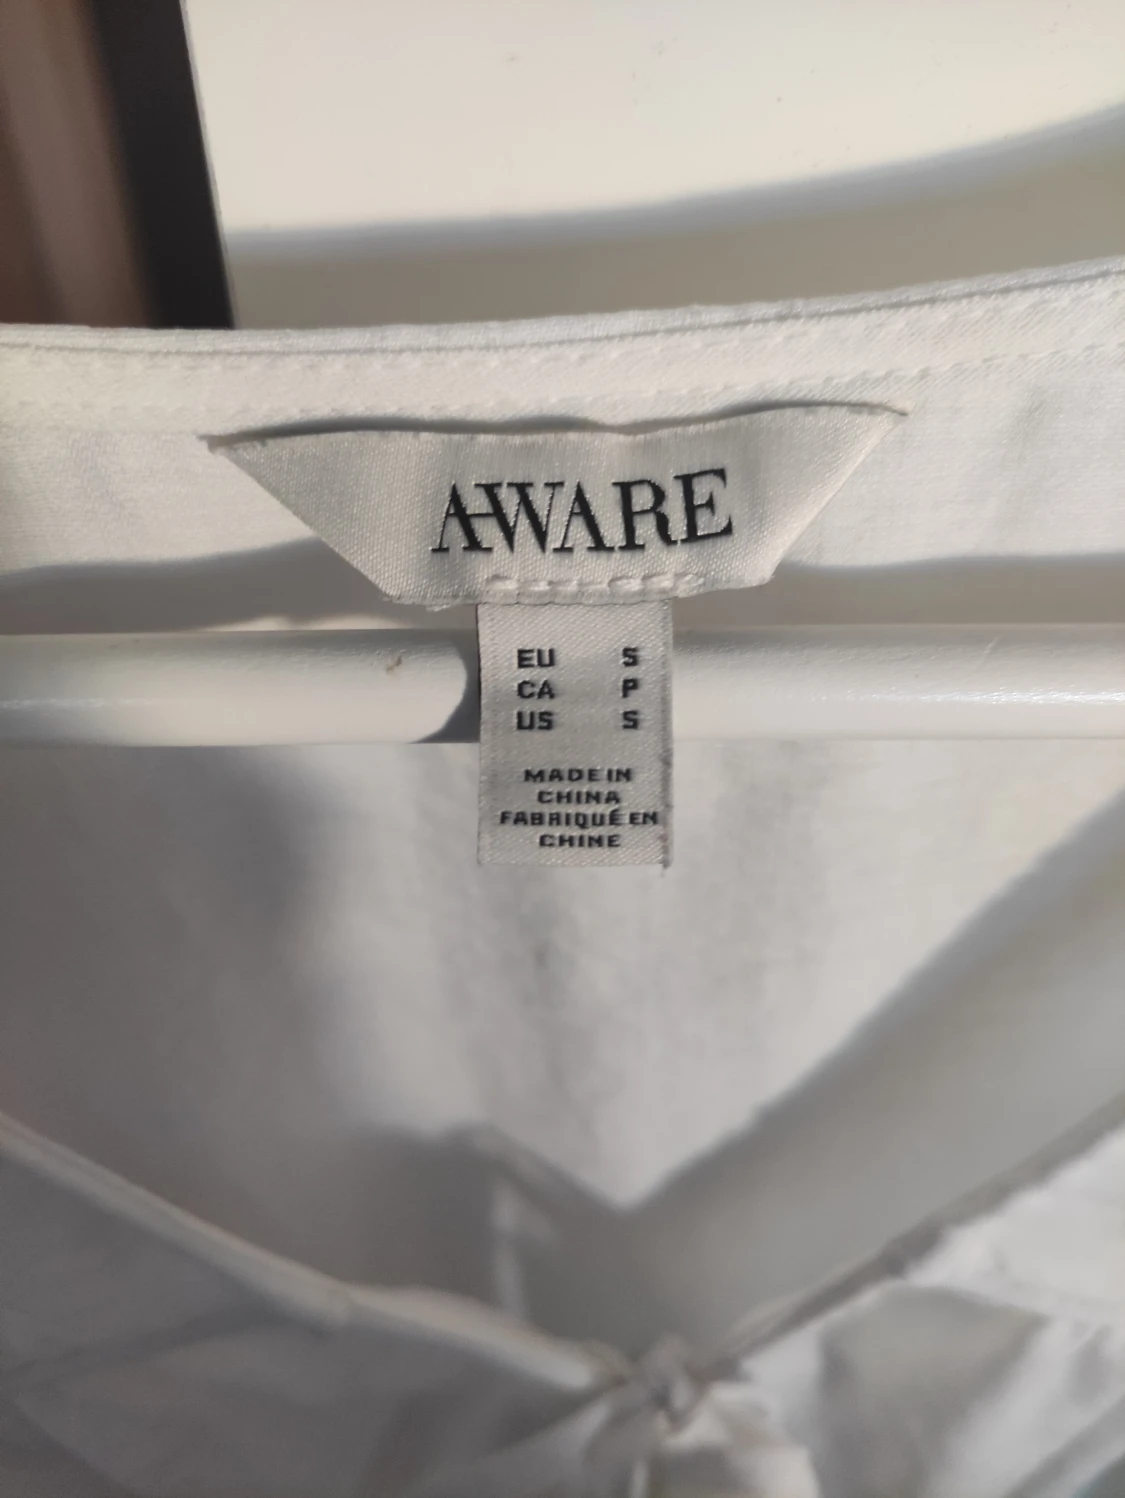 AWARE
EU S
CA P
US S
MADE IN
CHINA
FABRIQUÉ EN
CHINE